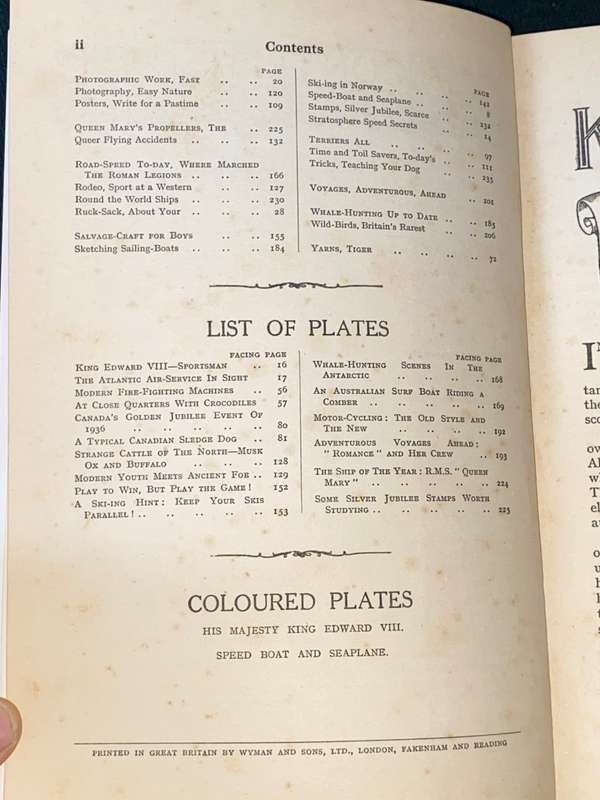 ii
Contents
PAGE
Photographic Work, Fast .. .. 20
Photography, Easy Nature .. .. 120
Posters, Write for a Pastime .. .. 109
Queen Mary's Propellers, The .. 225
Queer Flying Accidents .. .. .. 132
Road-Speed To-day, Where Marched
The Roman Legions .. .. .. 166
Rodeo, Sport at a Western .. .. 127
Round the World Ships .. .. 230
Ruck-Sack, About Your .. .. 28
Salvage-Craft for Boys .. .. 155
Sketching Sailing-Boats .. .. .. 184
PAGE
Ski-ing in Norway .. .. .. .. 142
Speed-Boat and Seaplane .. .. .. 8
Stamps, Silver Jubilee, Scarce .. .. 232
Stratosphere Speed Secrets .. .. 14
Terriers All .. .. .. .. 97
Time and Toil Savers, To-day's .. .. 111
Tricks, Teaching Your Dog .. .. 235
Voyages, Adventurous, Ahead .. .. 201
Whale-Hunting Up to Date .. .. 185
Wild-Birds, Britain's Rarest .. .. 206
Yarns, Tiger .. .. .. .. 72
LIST OF PLATES
FACING PAGE
King Edward VIII—Sportsman .. 16
The Atlantic Air-Service In Sight 17
Modern Fire-Fighting Machines .. 56
At Close Quarters With Crocodiles 57
Canada's Golden Jubilee Event Of
1936 .. .. .. .. .. 80
A Typical Canadian Sledge Dog .. 81
Strange Cattle of The North—Musk
Ox and Buffalo .. .. .. 128
Modern Youth Meets Ancient Foe .. 129
Play to Win, But Play the Game! 152
A Ski-ing Hint: Keep Your Skis
Parallel! .. .. .. .. .. 153
FACING PAGE
Whale-Hunting Scenes In The
Antarctic .. .. .. .. 168
An Australian Surf Boat Riding a
Comber .. .. .. .. .. 169
Motor-Cycling: The Old Style and
The New .. .. .. .. 192
Adventurous Voyages Ahead:
"Romance" and Her Crew .. .. 193
The Ship of The Year: R.M.S. "Queen
Mary" .. .. .. .. .. 224
Some Silver Jubilee Stamps Worth
Studying .. .. .. .. .. 225
COLOURED PLATES
HIS MAJESTY KING EDWARD VIII.
SPEED BOAT AND SEAPLANE.
PRINTED IN GREAT BRITAIN BY WYMAN AND SONS, LTD., LONDON, FAKENHAM AND READING